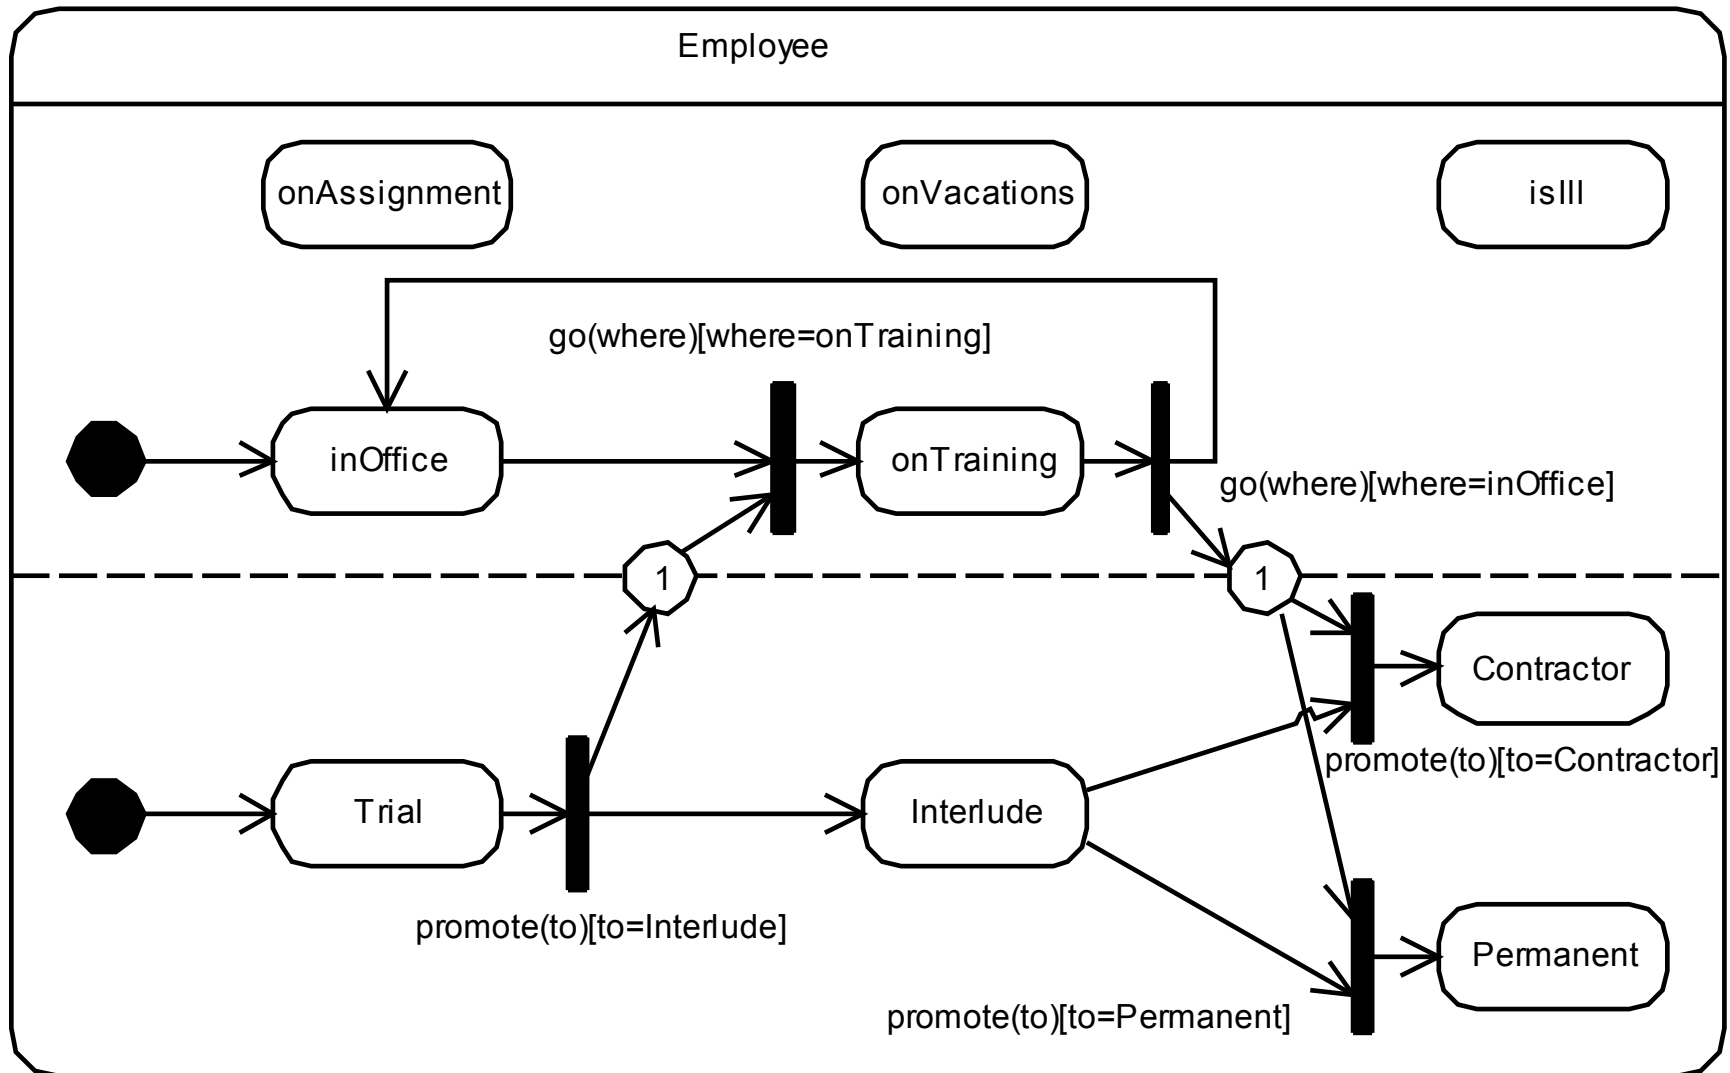 Employee
onAssignment
onVacations
isIll
go(where)[where=onTraining]
inOffice
onTraining
go(where)[where=inOffice]
1
1
Contractor
promote(to)[to=Contractor]
Trial
Interlude
promote(to)[to=Interlude]
Permanent
promote(to)[to=Permanent]